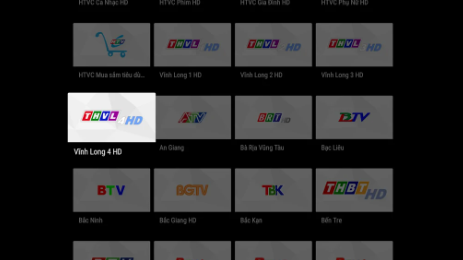 HTVC Ca Nhạc HD HTVC Phim HD HTVC Gia Đình HD HTVC Phụ Nữ HD
THVL HD THVL HD THVL HD
HTVC Mua sắm tiêu dù... Vĩnh Long 1 HD Vĩnh Long 2 HD Vĩnh Long 3 HD
THVL HD ATV BRT HD BTV
Vĩnh Long 4 HD An Giang Bà Rịa Vũng Tàu Bạc Liêu
BTV BGTV TBK THBT HD
Bắc Ninh Bắc Giang HD Bắc Kạn Bến Tre